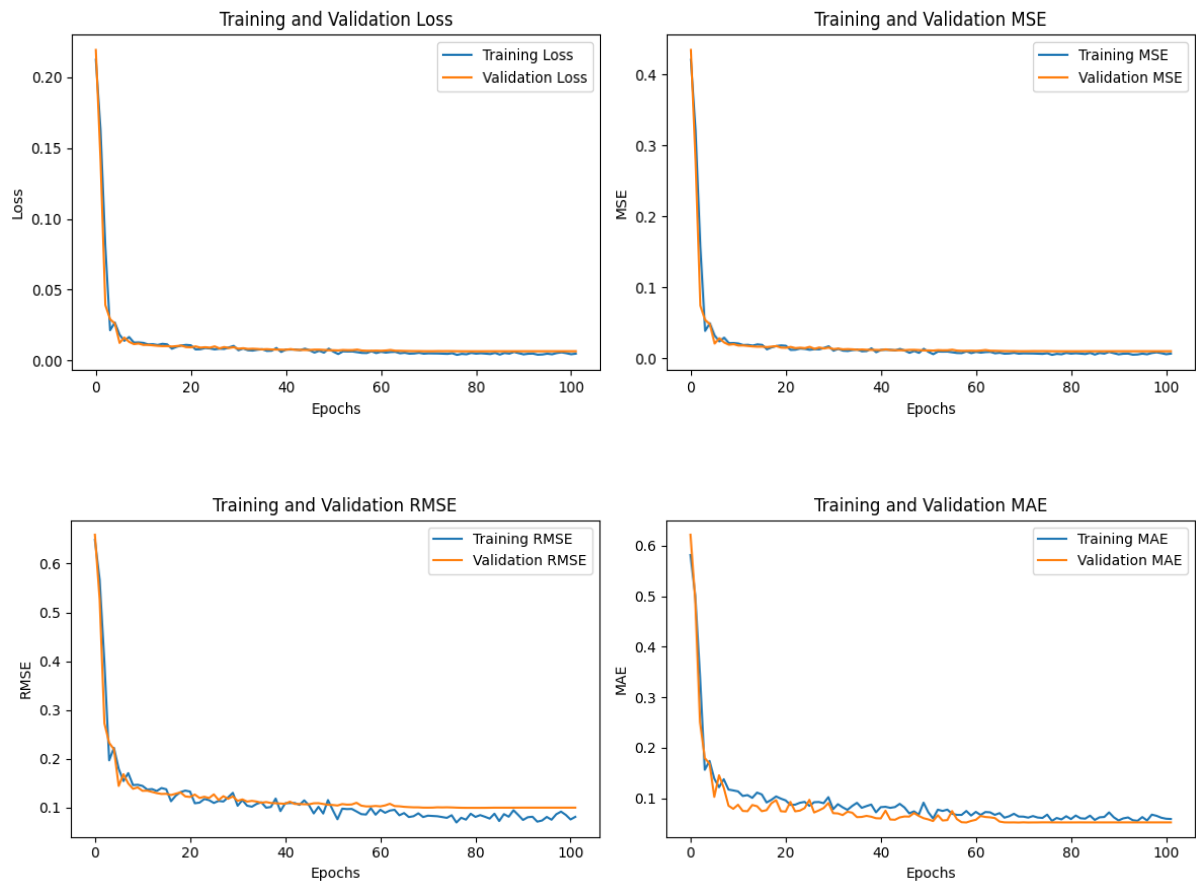 Training and Validation Loss
Training Loss
Validation Loss
0.20
0.15
0.10
0.05
0.00
Loss
0
20
40
60
80
100
Epochs
Training and Validation MSE
Training MSE
Validation MSE
0.4
0.3
0.2
0.1
0.0
MSE
0
20
40
60
80
100
Epochs
Training and Validation RMSE
Training RMSE
Validation RMSE
0.6
0.5
0.4
0.3
0.2
0.1
RMSE
0
20
40
60
80
100
Epochs
Training and Validation MAE
Training MAE
Validation MAE
0.6
0.5
0.4
0.3
0.2
0.1
MAE
0
20
40
60
80
100
Epochs